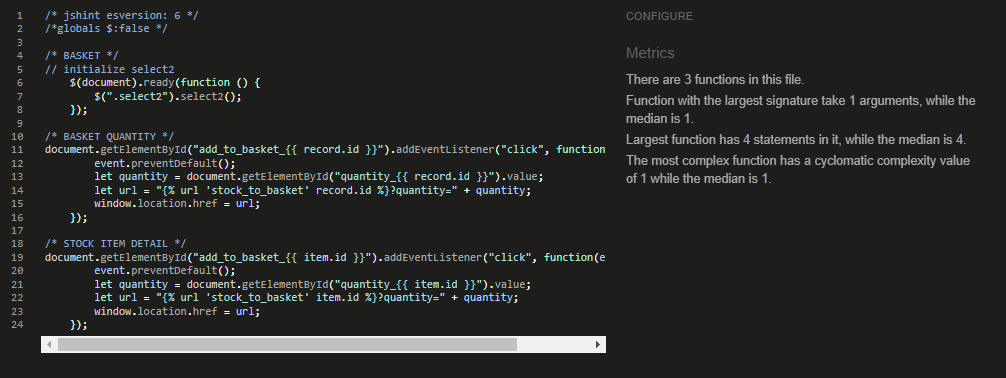 1 /* jshint esversion: 6 */
2 /*globals $:false */
3
4 /* BASKET */
5 // initialize select2
6 $(document).ready(function () {
7 $(".select2").select2();
8 });
9
10 /* BASKET QUANTITY */
11 document.getElementById("add_to_basket_{{ record.id }}").addEventListener("click", function
12 event.preventDefault();
13 let quantity = document.getElementById("quantity_{{ record.id }}").value;
14 let url = "{% url 'stock_to_basket' record.id %}?quantity=" + quantity;
15 window.location.href = url;
16 });
17
18 /* STOCK ITEM DETAIL */
19 document.getElementById("add_to_basket_{{ item.id }}").addEventListener("click", function(e
20 event.preventDefault();
21 let quantity = document.getElementById("quantity_{{ item.id }}").value;
22 let url = "{% url 'stock_to_basket' item.id %}?quantity=" + quantity;
23 window.location.href = url;
24 });
CONFIGURE
Metrics
There are 3 functions in this file.
Function with the largest signature take 1 arguments, while the
median is 1.
Largest function has 4 statements in it, while the median is 4.
The most complex function has a cyclomatic complexity value
of 1 while the median is 1.